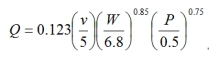 Q = 0.123 (v/5) (W/6.8)^0.85 (P/0.5)^0.75,